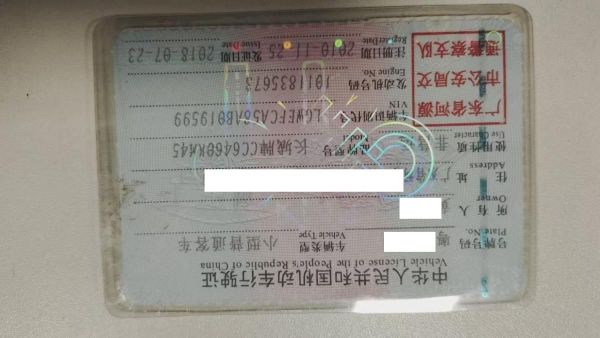 中华人民共和国机动车行驶证
Vehicle License of the People's Republic of China
号牌号码 粤 车辆类型 小型普通客车
Plate No. Vehicle Type
所有人
Owner
住 址 广东省
Address
使用性质 非营运 品牌型号 长城牌CC6460KM45
Use Character
广东省河源
市公安局交
通警察支队
车辆识别代号 LGWEFCA58AB019599
VIN
发动机号码 1011835673
Engine No.
注册日期 2010-11-25 发证日期 2018-07-23
Register Date Issue Date